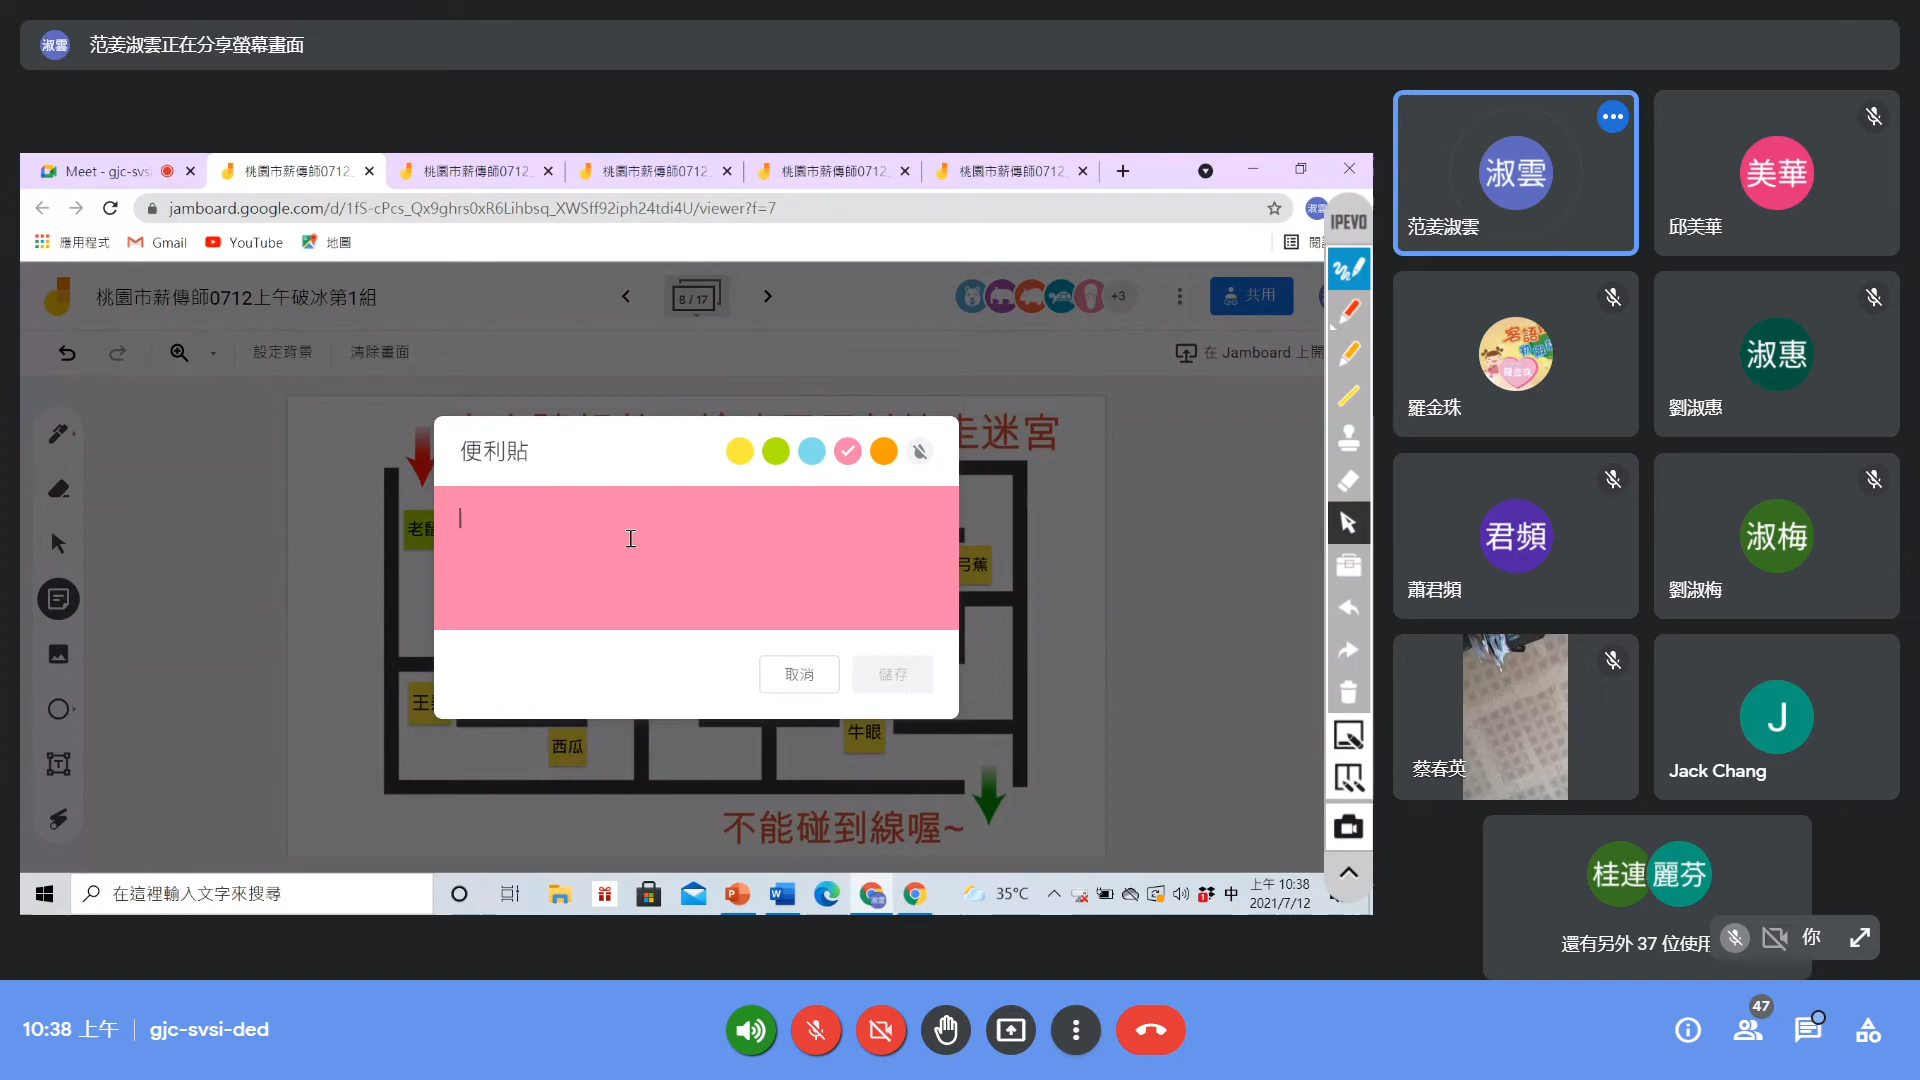 淑雲 范姜淑雲正在分享螢幕畫面
Meet - gjc-svsi
桃園市薪傳師0712
桃園市薪傳師0712
桃園市薪傳師0712
桃園市薪傳師0712
桃園市薪傳師0712
jamboard.google.com/d/1fS-cPcs_Qx9ghrs0xR6Lihbsq_XWSff92iph24tdi4U/viewer?f=7
淑雲
應用程式 Gmail YouTube 地圖
IPEVO
桃園市薪傳師0712上午破冰第1組
8 / 17
+3
共用
設定背景 清除畫面
在 Jamboard 上開
走迷宮
便利貼
取消 儲存
西瓜
牛眼
不能碰到線喔~
在這裡輸入文字來搜尋
35°C
中
上午 10:38
2021/7/12
淑雲
范姜淑雲
美華
邱美華
羅金珠
淑惠
劉淑惠
君頻
蕭君頻
淑梅
劉淑梅
蔡春英
J
Jack Chang
桂連 麗芬
還有另外 37 位使用
你
10:38 上午 gjc-svsi-ded
47